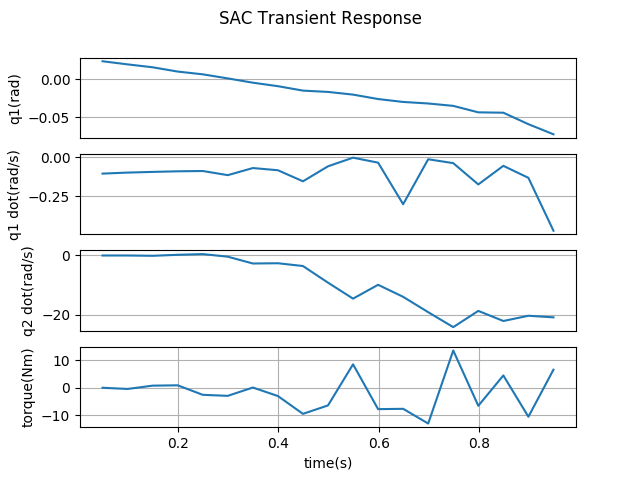 SAC Transient Response
q1(rad)
0.00
−0.05
q1 dot(rad/s)
0.00
−0.25
q2 dot(rad/s)
0
−20
torque(Nm)
10
0
−10
0.2 0.4 0.6 0.8
time(s)